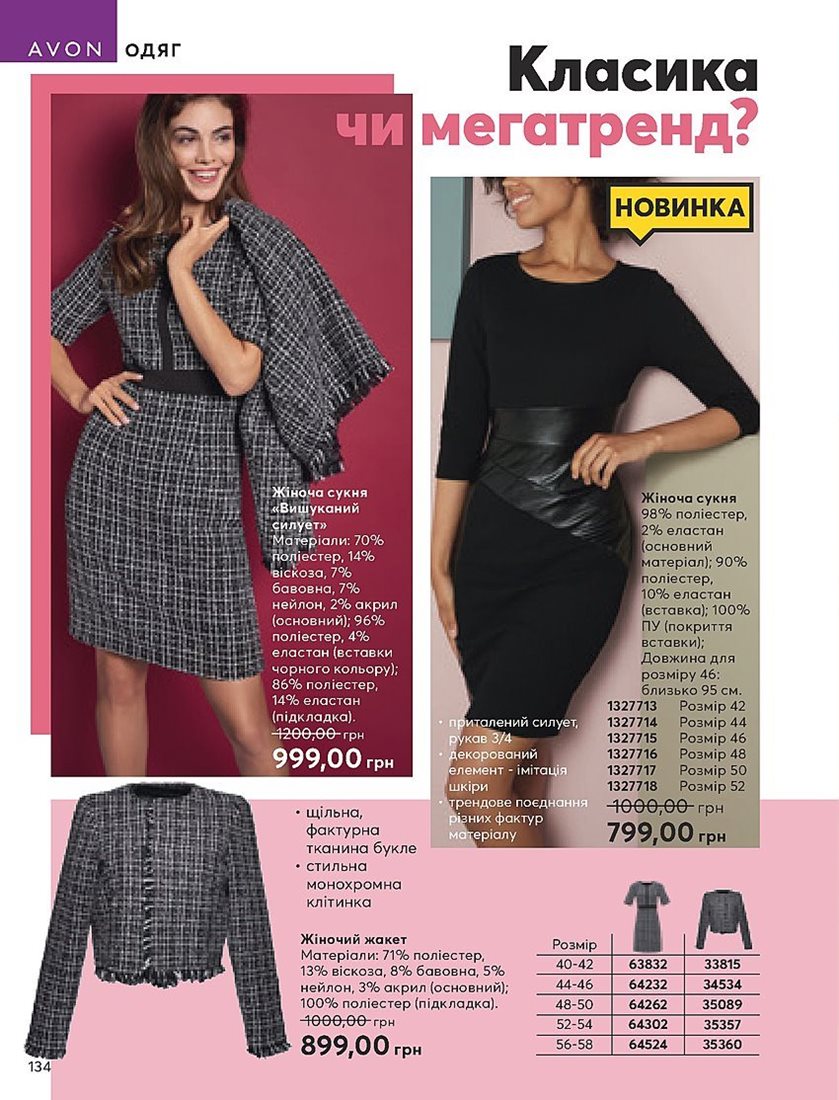 AVON ОДЯГ
Класика
чи мегатренд?
НОВИНКА
Жіноча сукня
«Вишуканий
силует»
Матеріали: 70%
поліестер, 14%
віскоза, 7%
бавовна, 7%
нейлон, 2% акрил
(основний); 96%
поліестер, 4%
еластан (вставки
чорного кольору);
86% поліестер,
14% еластан
(підкладка).
1200,00 грн
999,00 грн
Жіноча сукня
98% поліестер,
2% еластан
(основний
матеріал); 90%
поліестер,
10% еластан
(вставка); 100%
ПУ (покриття
вставки);
Довжина для
розміру 46:
близько 95 см.
1327713 Розмір 42
1327714 Розмір 44
1327715 Розмір 46
1327716 Розмір 48
1327717 Розмір 50
1327718 Розмір 52
1000,00 грн
799,00 грн
• приталений силует,
рукав 3/4
• декорований
елемент - імітація
шкіри
• трендове поєднання
різних фактур
матеріалу
• щільна,
фактурна
тканина букле
• стильна
монохромна
клітинка
Жіночий жакет
Матеріали: 71% поліестер,
13% віскоза, 8% бавовна, 5%
нейлон, 3% акрил (основний);
100% поліестер (підкладка).
1000,00 грн
899,00 грн
Розмір
40-42 63832 33815
44-46 64232 34534
48-50 64262 35089
52-54 64302 35357
56-58 64524 35360
134